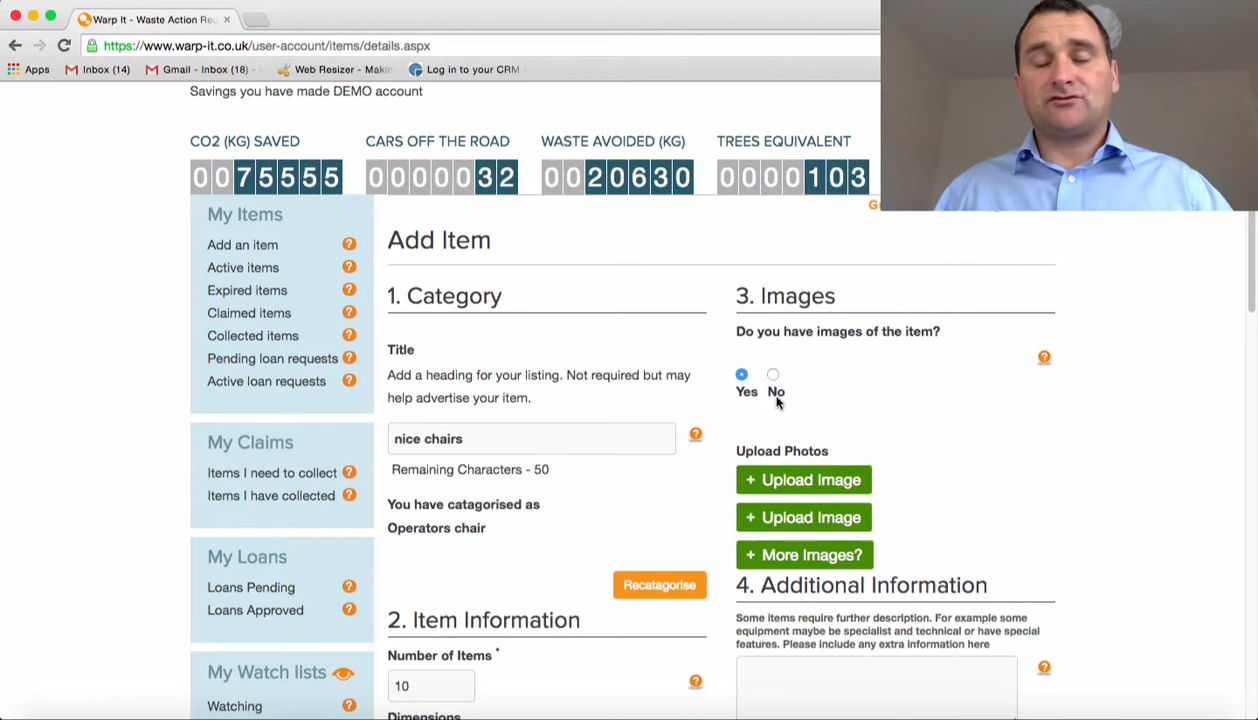 Warp It - Waste Action Reu
https://www.warp-it.co.uk/user-account/items/details.aspx
Apps
Inbox (14)
Gmail - Inbox (18) -
Web Resizer - Makin
Log in to your CRM
Savings you have made DEMO account
CO2 (KG) SAVED
CARS OFF THE ROAD
WASTE AVOIDED (KG)
TREES EQUIVALENT
0075555
0000032
0020630
0000103
My Items
Add an item ?
Active items ?
Expired items ?
Claimed items ?
Collected items ?
Pending loan requests ?
Active loan requests ?
My Claims
Items I need to collect ?
Items I have collected ?
My Loans
Loans Pending ?
Loans Approved ?
My Watch lists
Watching ?
Add Item
1. Category
Title
Add a heading for your listing. Not required but may
help advertise your item.
nice chairs ?
Remaining Characters - 50
You have catagorised as
Operators chair
Recatagorise
2. Item Information
Number of Items *
10 ?
Dimensions
3. Images
Do you have images of the item?
?
Yes No
Upload Photos
+ Upload Image
+ Upload Image
+ More Images?
4. Additional Information
Some items require further description. For example some
equipment maybe be specialist and technical or have special
features. Please include any extra information here
?